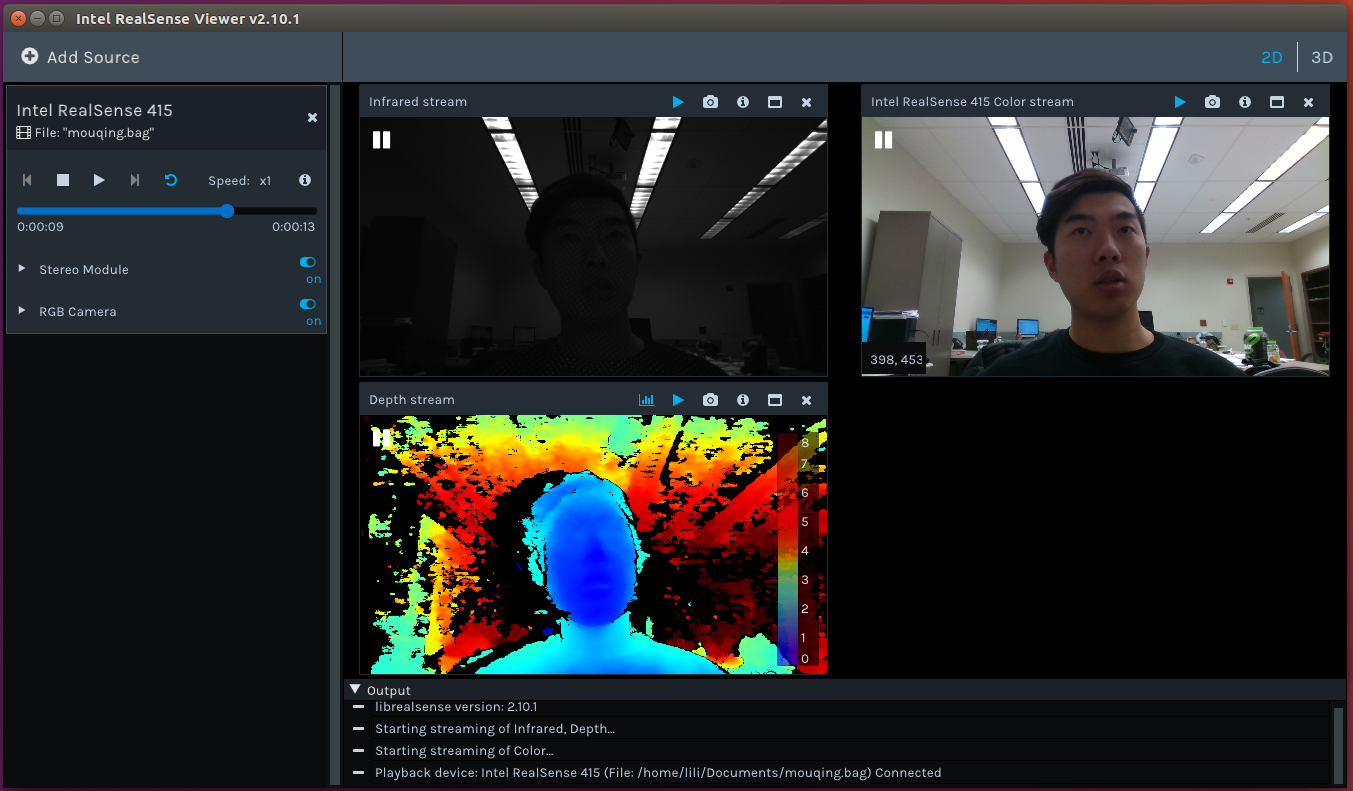 Intel RealSense Viewer v2.10.1
Add Source
2D
3D
Intel RealSense 415
File: "mouqing.bag"
Speed: x1
0:00:09
0:00:13
Stereo Module
on
RGB Camera
on
Infrared stream
Intel RealSense 415 Color stream
398, 453
Depth stream
8
7
6
5
4
3
2
1
0
Output
librealsense version: 2.10.1
Starting streaming of Infrared, Depth...
Starting streaming of Color...
Playback device: Intel RealSense 415 (File: /home/lili/Documents/mouqing.bag) Connected